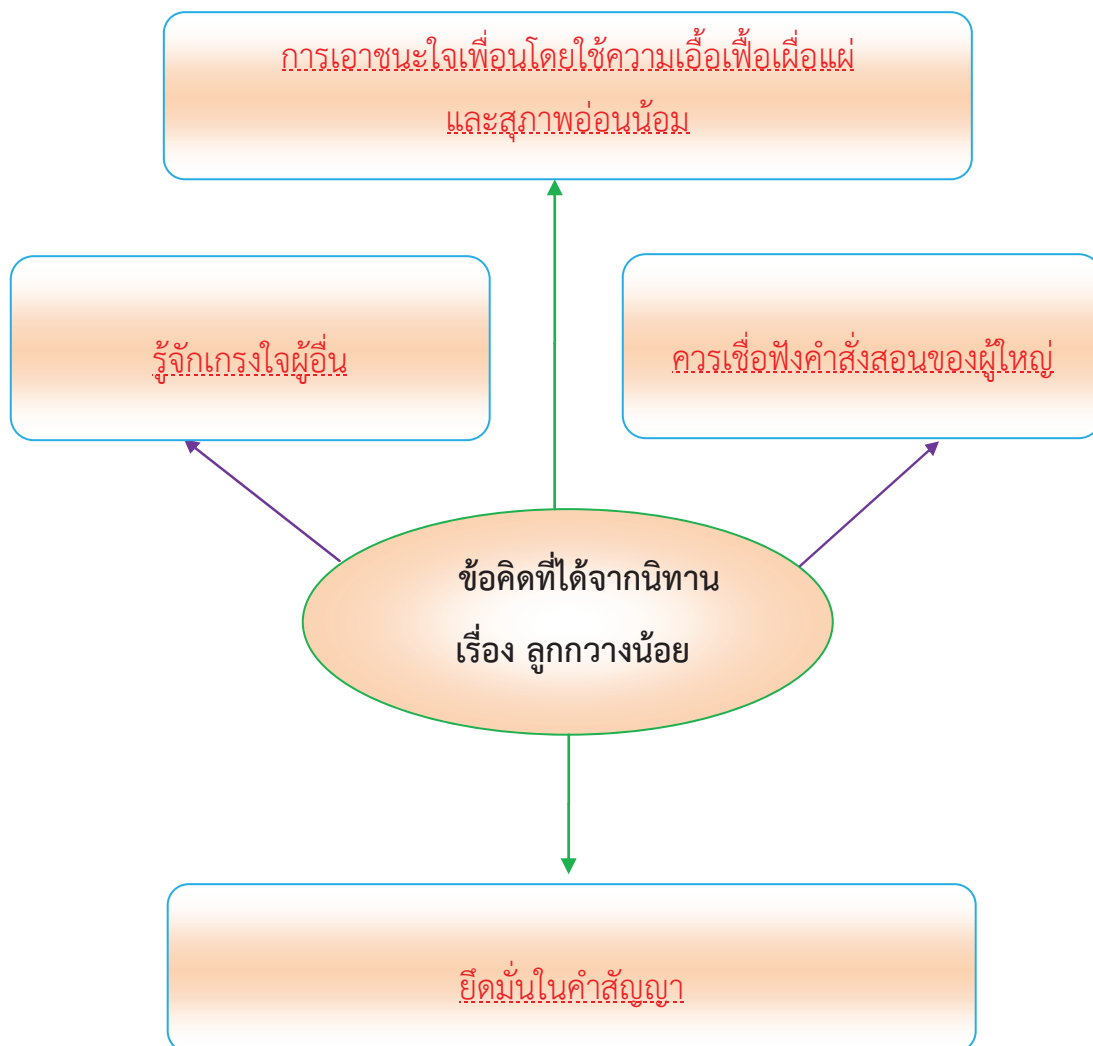 การเอาชนะใจเพื่อนโดยใช้ความเอื้อเฟื้อเผื่อแผ่
และสุภาพอ่อนน้อม
รู้จักเกรงใจผู้อื่น
ควรเชื่อฟังคำสั่งสอนของผู้ใหญ่
ข้อคิดที่ได้จากนิทาน
เรื่อง ลูกกวางน้อย
ยึดมั่นในคำสัญญา